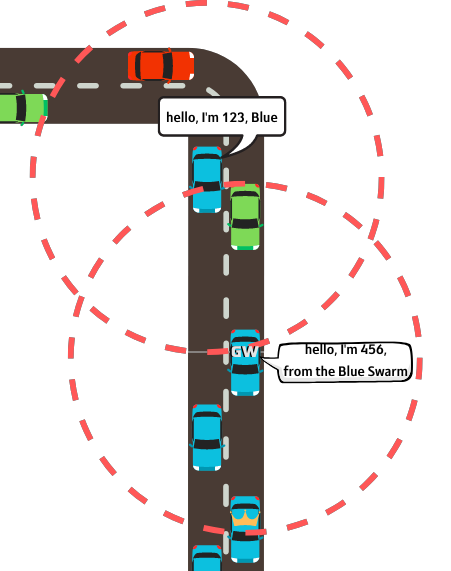 hello, I'm 123, Blue
GW
hello, I'm 456,
from the Blue Swarm